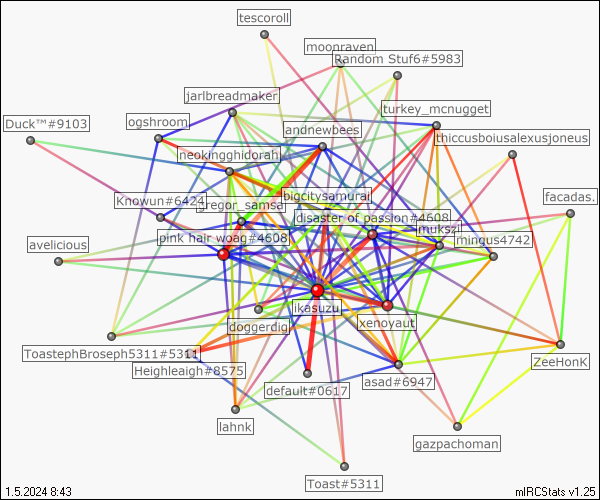 tescoroll
moonraven
Random Stuf6#5983
jarlbreadmaker
turkey_mcnugget
Duck™#9103
ogshroom
andnewbees
thiccusboiusalexusjoneus
neokingghidorah
bigcitysamurai
Knowun#6424
gregor_samsa
facadas.
disaster of passion#4608
mukszi
avelicious
pink hair woag#4608
mingus4742
ikasuzu
doggerdig
xenoyaut
ToastephBroseph5311#5311
Heighleaigh#8575
default#0617
asad#6947
ZeeHonK
lahnk
gazpachoman
Toast#5311
1.5.2024 8:43
mIRCStats v1.25